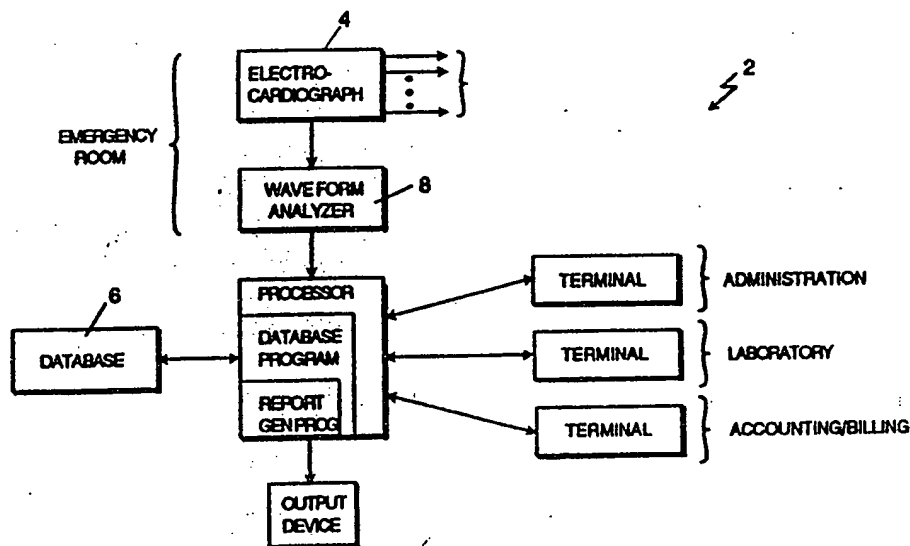 4
ELECTRO-
CARDIOGRAPH
2
EMERGENCY
ROOM
WAVE FORM
ANALYZER
8
PROCESSOR
TERMINAL
ADMINISTRATION
6
DATABASE
DATABASE
PROGRAM
TERMINAL
LABORATORY
REPORT
GEN PROG
TERMINAL
ACCOUNTING/BILLING
OUTPUT
DEVICE